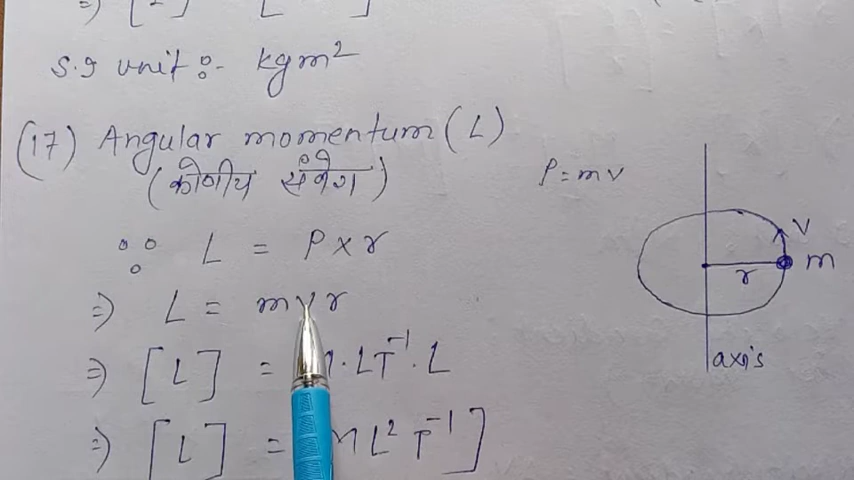 ⇒ [I]
S.I unit :- kgm²
(17) Angular momentum (L)
(कोणीय संवेग)
P = mv
∵ L = P × r
⇒ L = mvr
⇒ [L] = M.LT⁻¹.L
⇒ [L] = ML²T⁻¹]
V
r
m
axis